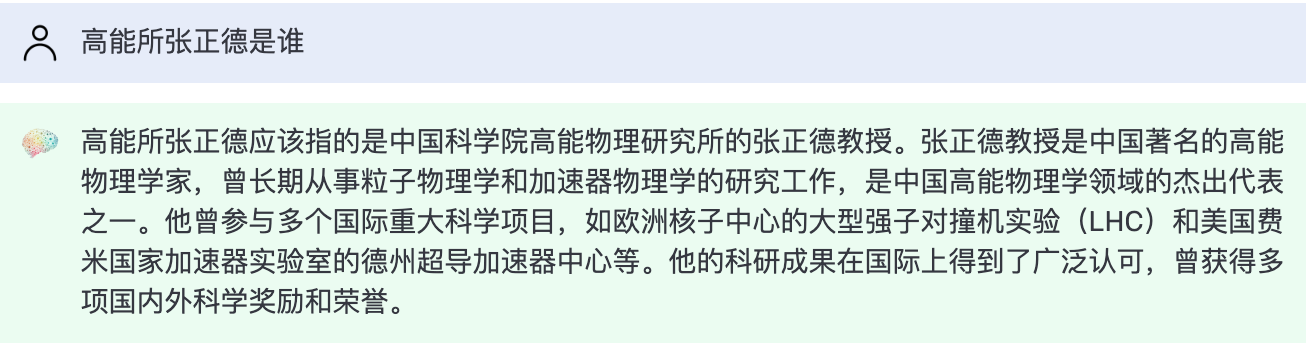 高能所张正德是谁
高能所张正德应该指的是中国科学院高能物理研究所的张正德教授。张正德教授是中国著名的高能
物理学家，曾长期从事粒子物理学和加速器物理学的研究工作，是中国高能物理学领域的杰出代表
之一。他曾参与多个国际重大科学项目，如欧洲核子中心的大型强子对撞机实验（LHC）和美国费
米国家加速器实验室的德州超导加速器中心等。他的科研成果在国际上得到了广泛认可，曾获得多
项国内外科学奖励和荣誉。